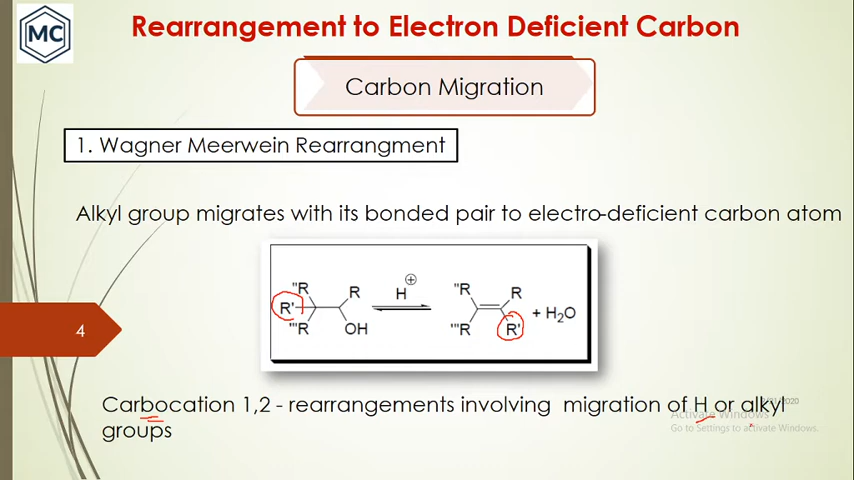 MC
Rearrangement to Electron Deficient Carbon
Carbon Migration
1. Wagner Meerwein Rearrangment
Alkyl group migrates with its bonded pair to electro-deficient carbon atom
"R
R
R'
'"R
OH
H
⊕
"R
R
'"R
R'
+ H₂O
4
Carbocation 1,2 - rearrangements involving migration of H or alkyl
groups
Activate Windows
Go to Settings to activate Windows.